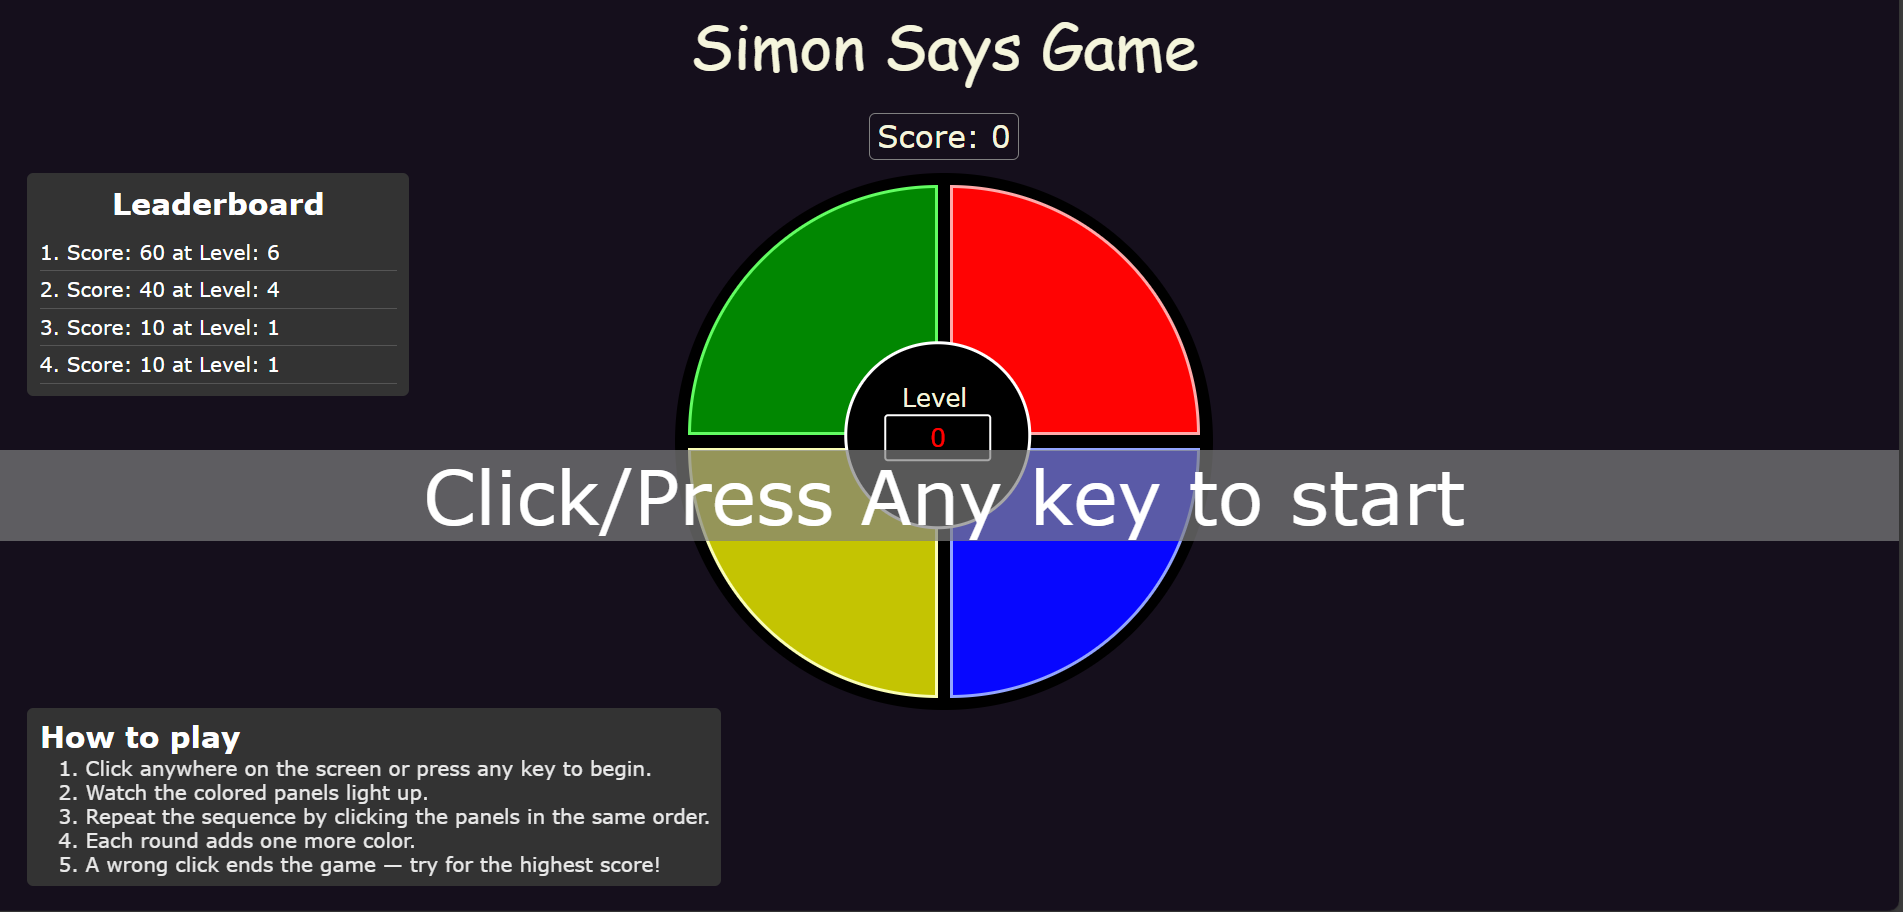 Simon Says Game
Score: 0
Leaderboard
1. Score: 60 at Level: 6
2. Score: 40 at Level: 4
3. Score: 10 at Level: 1
4. Score: 10 at Level: 1
Level
0
Click/Press Any key to start
How to play
1. Click anywhere on the screen or press any key to begin.
2. Watch the colored panels light up.
3. Repeat the sequence by clicking the panels in the same order.
4. Each round adds one more color.
5. A wrong click ends the game — try for the highest score!